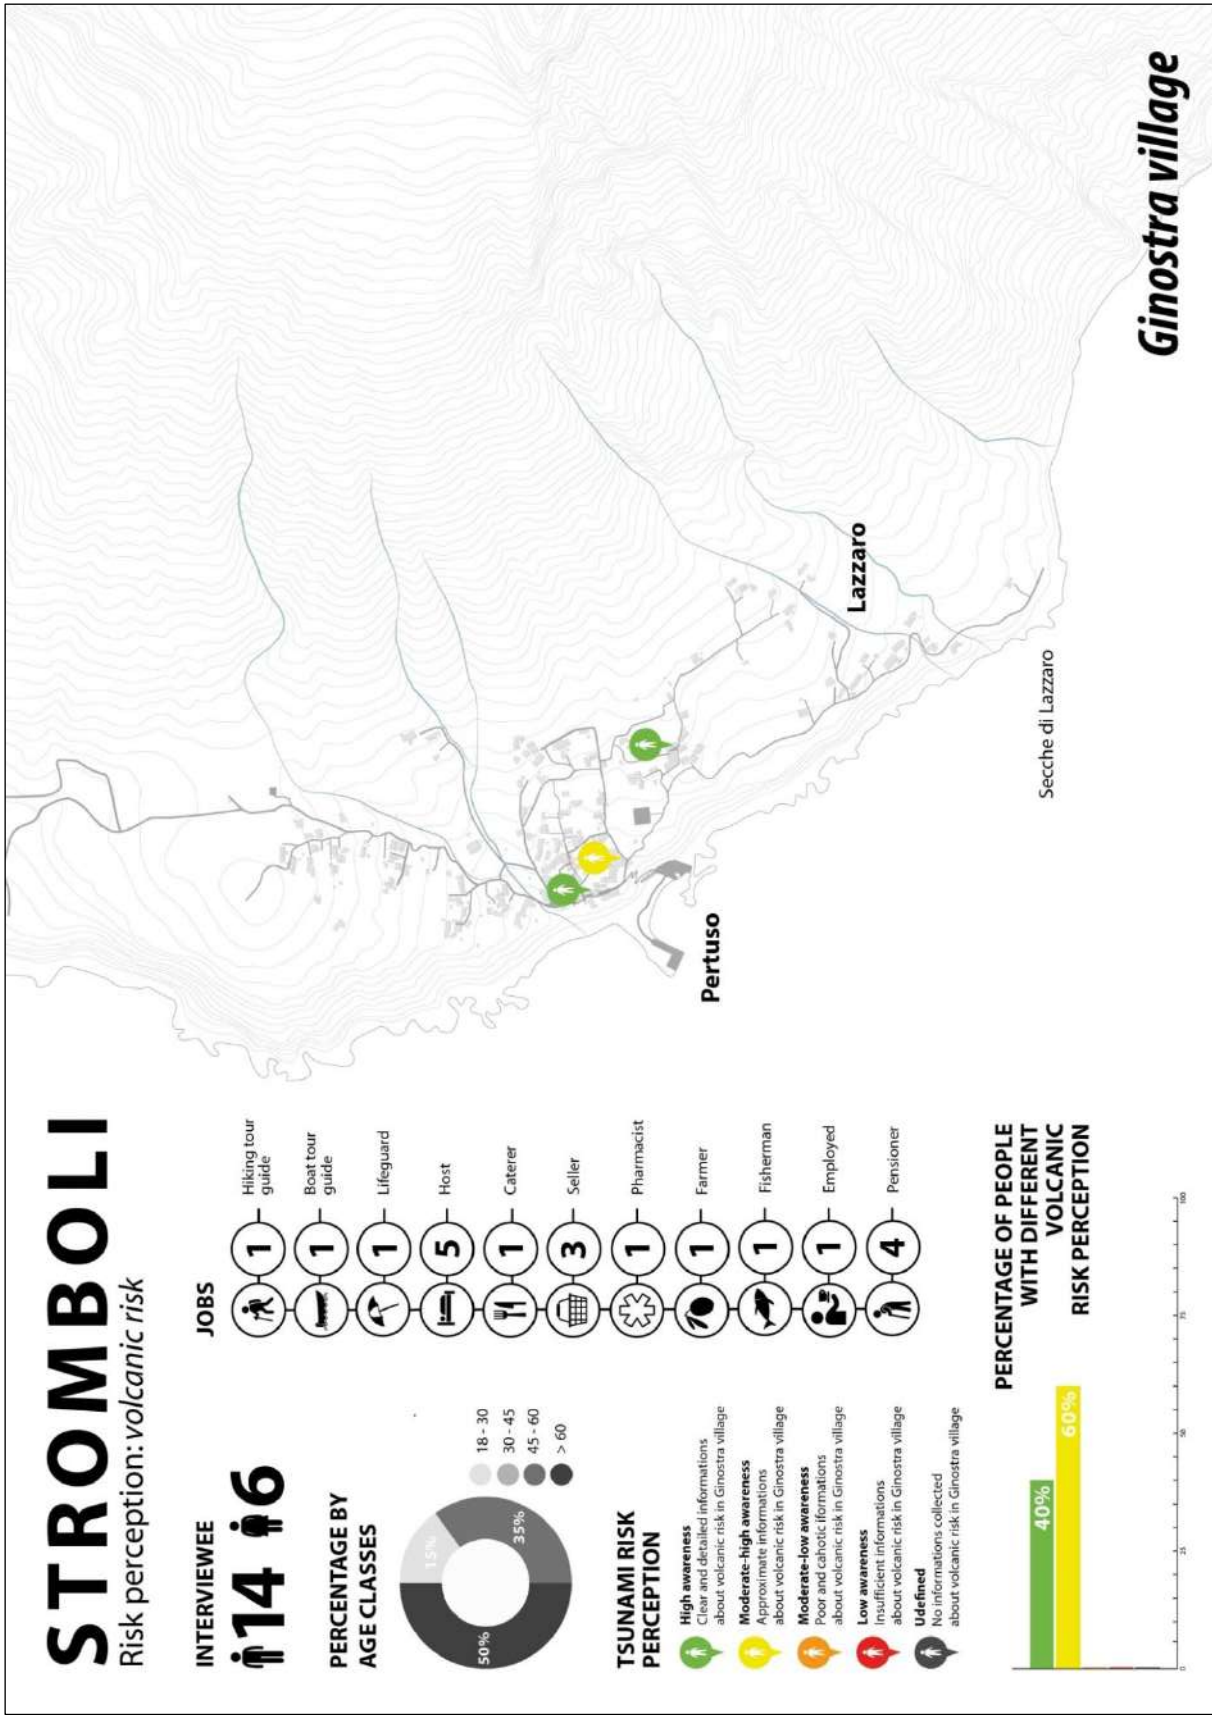 STROMBOLI
Risk perception: volcanic risk
INTERVIEWEE
14 6
PERCENTAGE BY
AGE CLASSES
50%
15%
35%
18 - 30
30 - 45
45 - 60
> 60
JOBS
1
Hiking tour
guide
1
Boat tour
guide
1
Lifeguard
5
Host
1
Caterer
3
Seller
1
Pharmacist
1
Farmer
1
Fisherman
1
Employed
4
Pensioner
TSUNAMI RISK
PERCEPTION
High awareness
Clear and detailed informations
about volcanic risk in Ginostra village
Moderate-high awareness
Approximate informations
about volcanic risk in Ginostra village
Moderate-low awareness
Poor and cahotic iformations
about volcanic risk in Ginostra village
Low awareness
Insufficient informations
about volcanic risk in Ginostra village
Udefined
No informations collected
about volcanic risk in Ginostra village
PERCENTAGE OF PEOPLE
WITH DIFFERENT
VOLCANIC
RISK PERCEPTION
40%
60%
0
25
50
75
100
Pertuso
Lazzaro
Secche di Lazzaro
Ginostra village